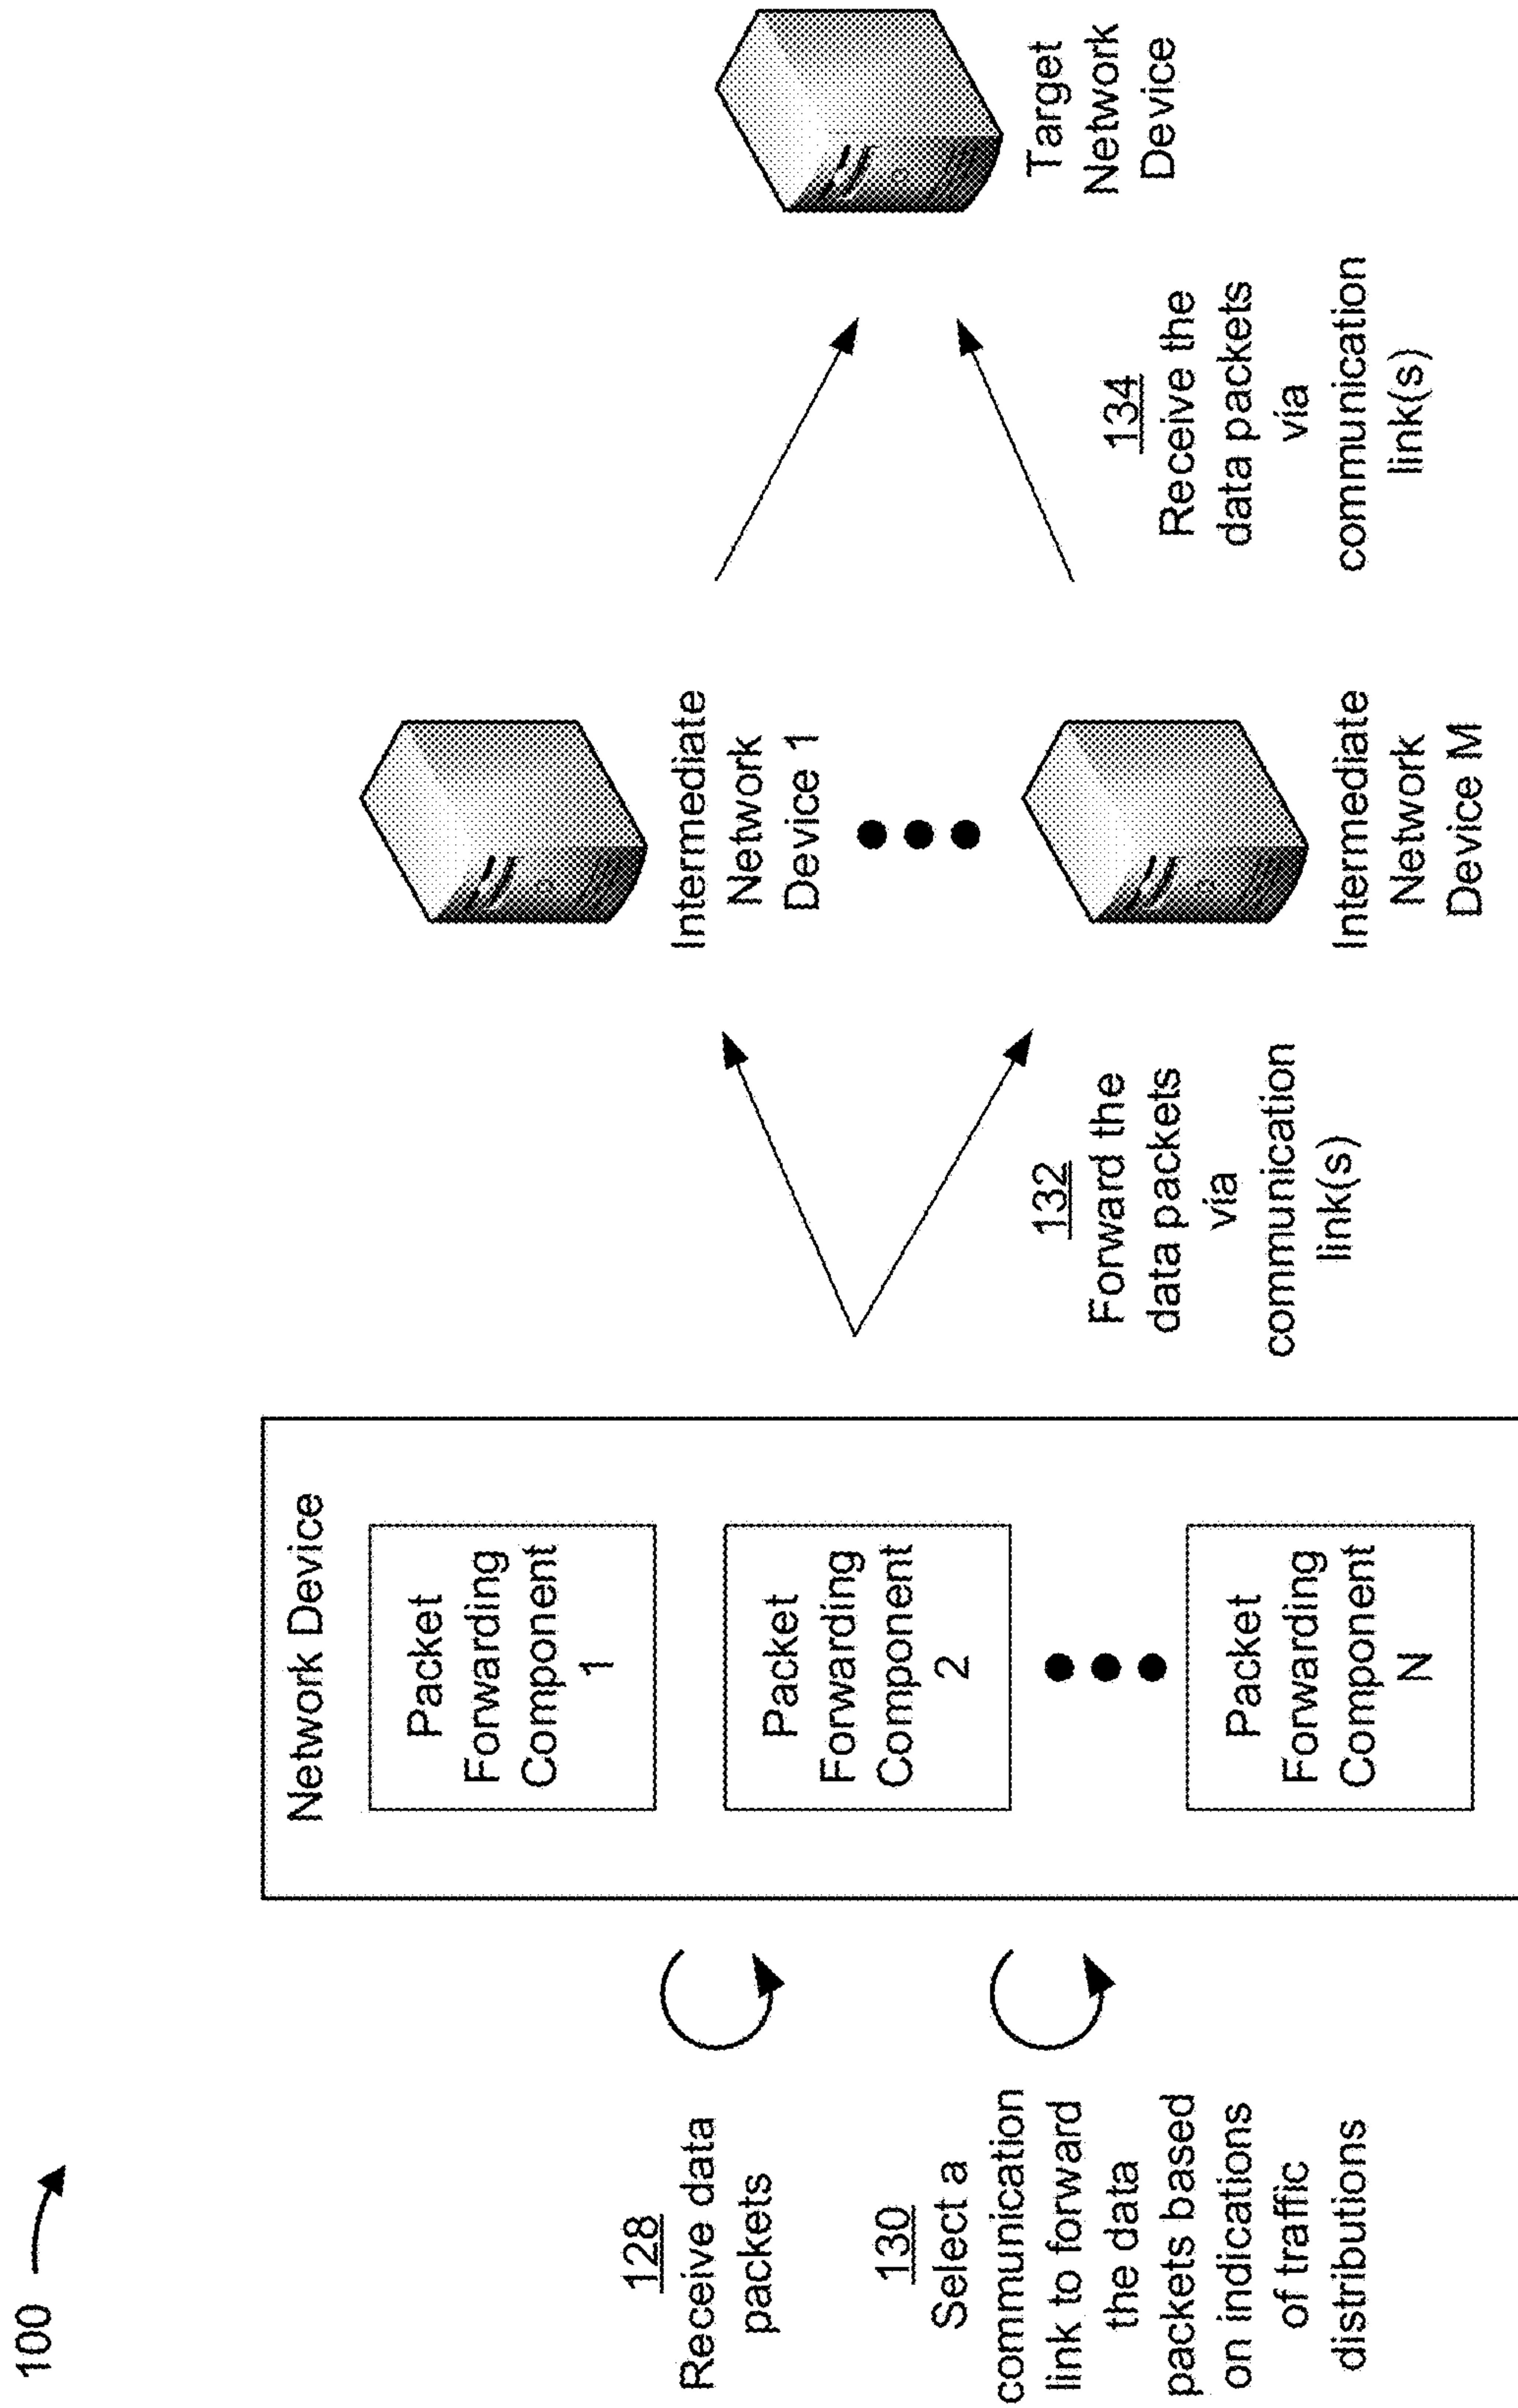 100
128
Receive data
packets
130
Select a
communication
link to forward
the data
packets based
on indications
of traffic
distributions
Network Device
Packet
Forwarding
Component
1
Packet
Forwarding
Component
2
Packet
Forwarding
Component
N
132
Forward the
data packets
via
communication
link(s)
Intermediate
Network
Device 1
Intermediate
Network
Device M
134
Receive the
data packets
via
communication
link(s)
Target
Network
Device